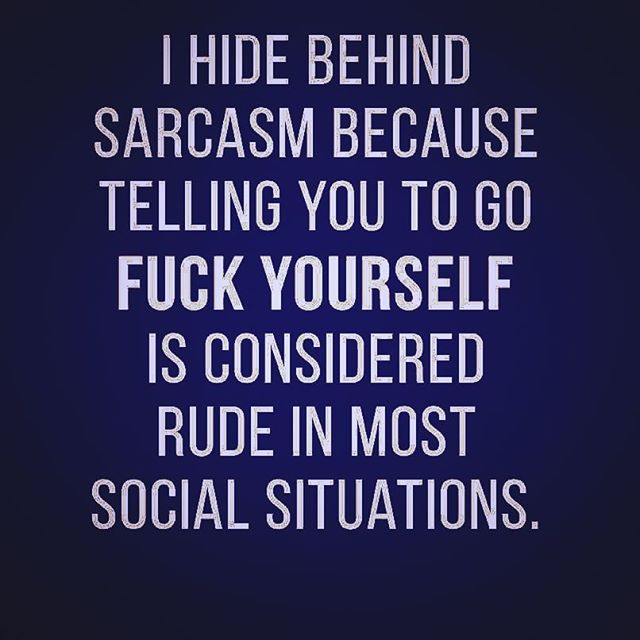 I HIDE BEHIND
SARCASM BECAUSE
TELLING YOU TO GO
FUCK YOURSELF
IS CONSIDERED
RUDE IN MOST
SOCIAL SITUATIONS.